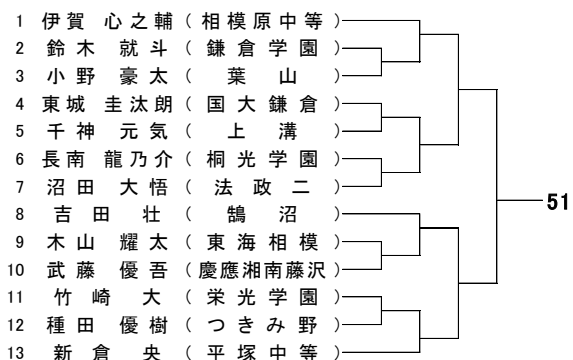 1 伊賀 心之輔 ( 相模原中等 )
2 鈴木 就斗 ( 鎌倉学園 )
3 小野 豪太 ( 葉山 )
4 東城 圭汰朗 ( 国大鎌倉 )
5 千神 元気 ( 上溝 )
6 長南 龍乃介 ( 桐光学園 )
7 沼田 大悟 ( 法政二 )
8 吉田 壮 ( 鵠沼 )
9 木山 耀太 ( 東海相模 )
10 武藤 優吾 ( 慶應湘南藤沢 )
11 竹崎 大 ( 栄光学園 )
12 種田 優樹 ( つきみ野 )
13 新倉 央 ( 平塚中等 )
51